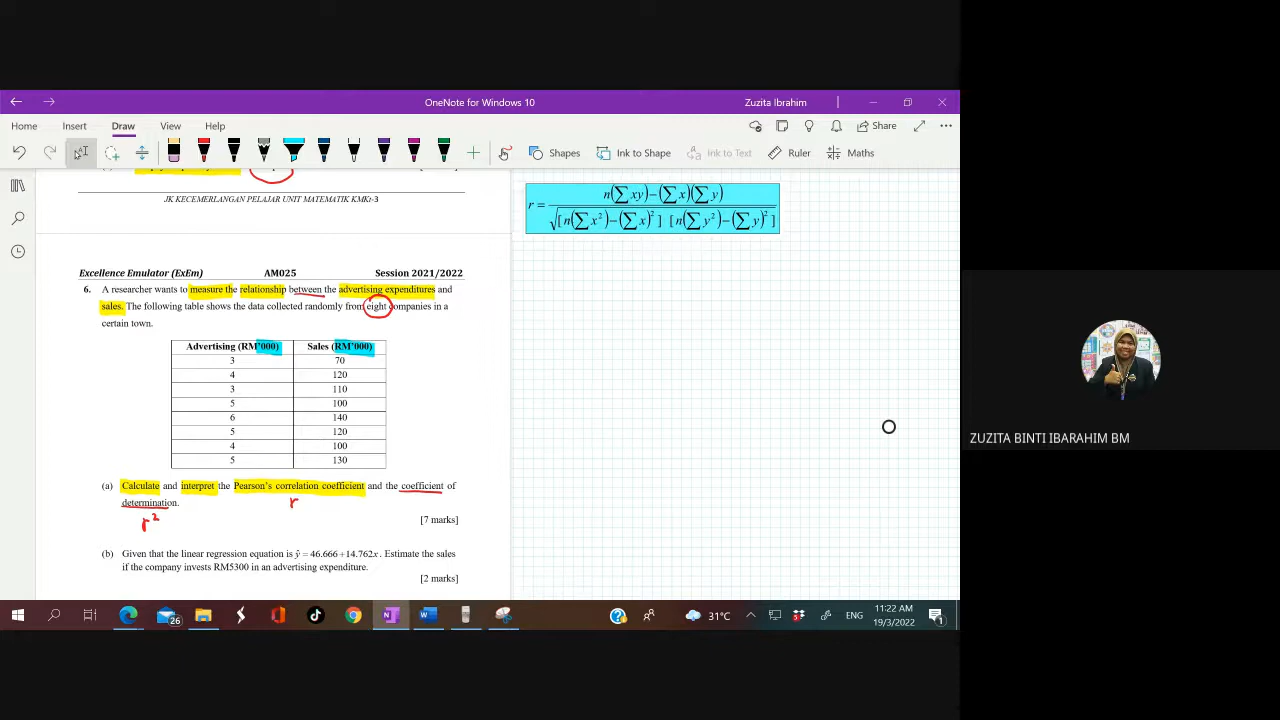 OneNote for Windows 10
Zuzita Ibrahim
Home Insert Draw View Help
Share
Shapes Ink to Shape Ink to Text Ruler Maths
JK KECEMERLANGAN PELAJAR UNIT MATEMATIK KMKt-3
r = n(∑xy)−(∑x)(∑y) / √[n(∑x²)−(∑x)²] [n(∑y²)−(∑y)²]
Excellence Emulator (ExEm) AM025 Session 2021/2022
6. A researcher wants to measure the relationship between the advertising expenditures and
sales. The following table shows the data collected randomly from eight companies in a
certain town.
Advertising (RM'000) Sales (RM'000)
3 70
4 120
3 110
5 100
6 140
5 120
4 100
5 130
(a) Calculate and interpret the Pearson's correlation coefficient and the coefficient of
determination.
r
r²
[7 marks]
(b) Given that the linear regression equation is ŷ = 46.666+14.762x. Estimate the sales
if the company invests RM5300 in an advertising expenditure.
[2 marks]
ZUZITA BINTI IBARAHIM BM
26
31°C
5
ENG
11:22 AM
19/3/2022
1